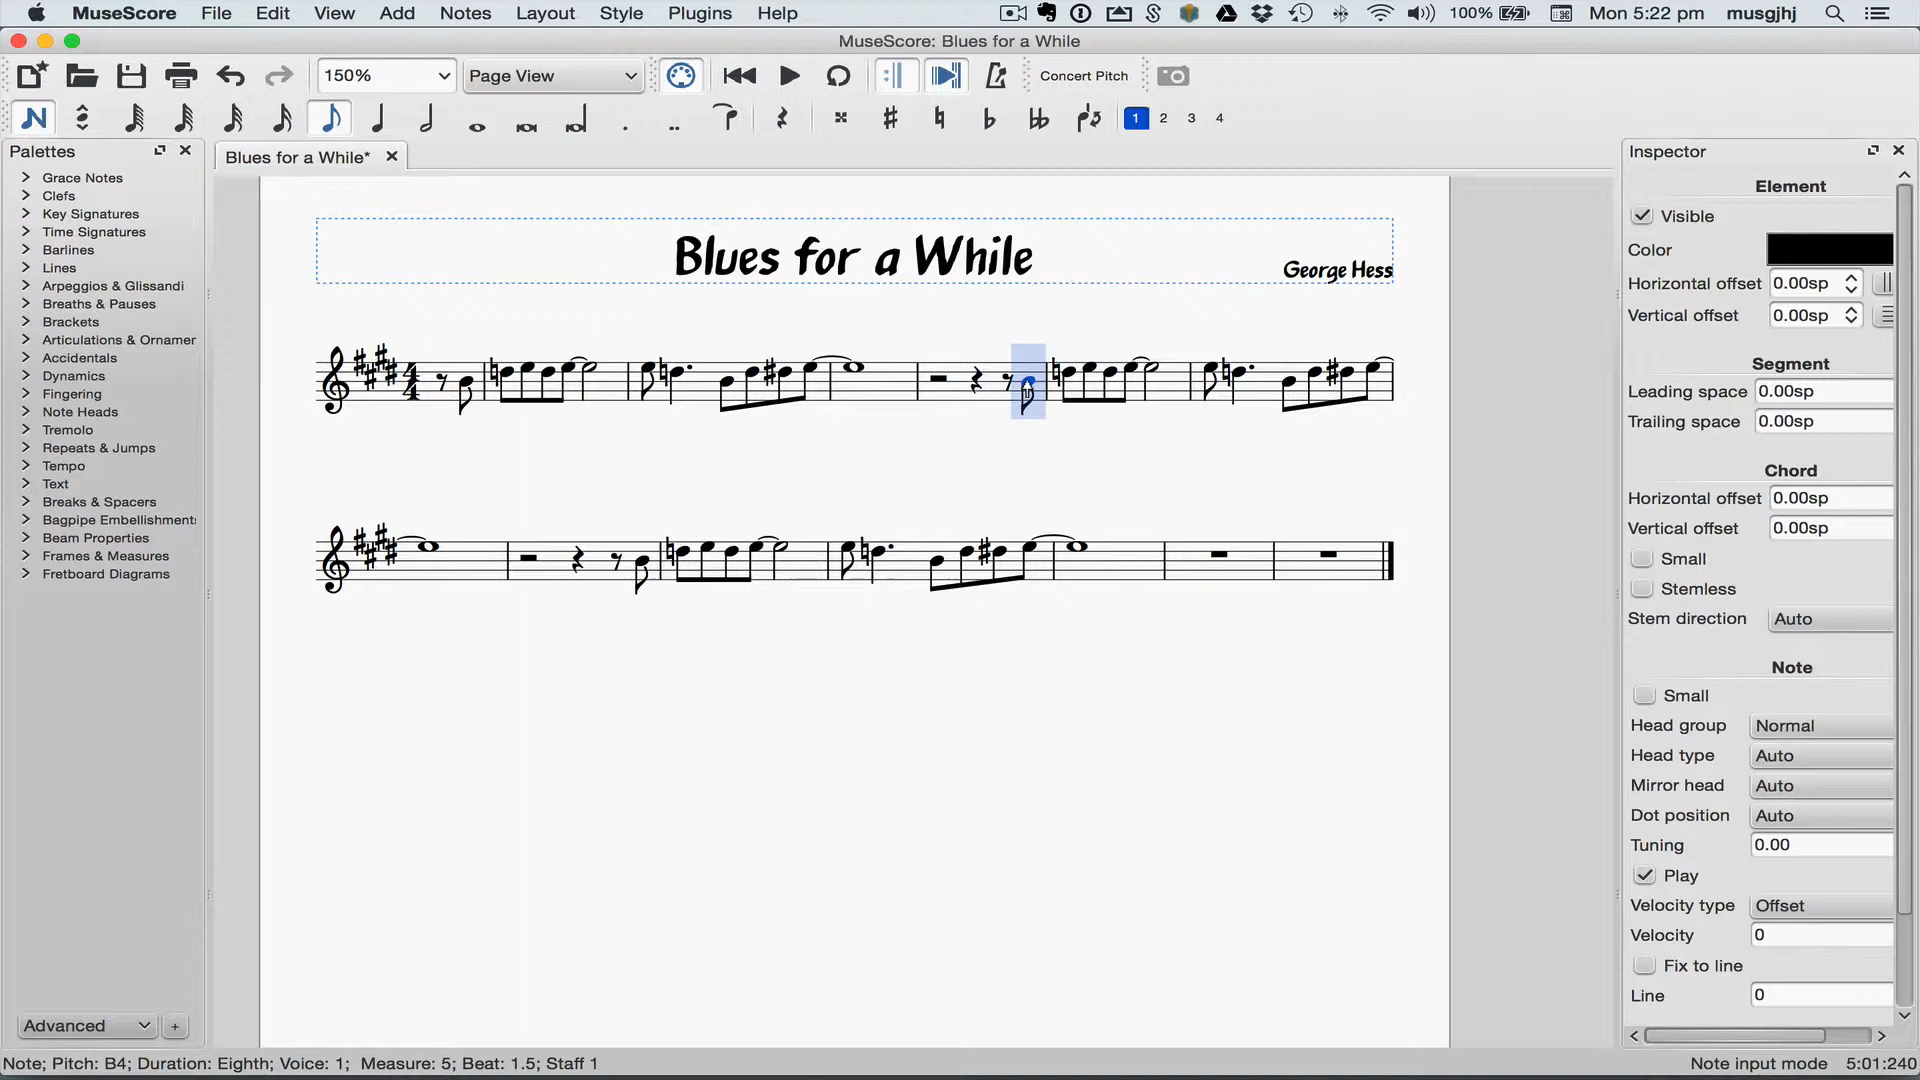 MuseScore File Edit View Add Notes Layout Style Plugins Help 100% Mon 5:22 pm musgjhj
MuseScore: Blues for a While
150% Page View Concert Pitch
1 2 3 4
Palettes
Grace Notes
Clefs
Key Signatures
Time Signatures
Barlines
Lines
Arpeggios & Glissandi
Breaths & Pauses
Brackets
Articulations & Ornamer
Accidentals
Dynamics
Fingering
Note Heads
Tremolo
Repeats & Jumps
Tempo
Text
Breaks & Spacers
Bagpipe Embellishment
Beam Properties
Frames & Measures
Fretboard Diagrams
Advanced +
Blues for a While*
Blues for a While
George Hess
Inspector
Element
Visible
Color
Horizontal offset 0.00sp
Vertical offset 0.00sp
Segment
Leading space 0.00sp
Trailing space 0.00sp
Chord
Horizontal offset 0.00sp
Vertical offset 0.00sp
Small
Stemless
Stem direction Auto
Note
Small
Head group Normal
Head type Auto
Mirror head Auto
Dot position Auto
Tuning 0.00
Play
Velocity type Offset
Velocity 0
Fix to line
Line 0
Note; Pitch: B4; Duration: Eighth; Voice: 1; Measure: 5; Beat: 1.5; Staff 1 Note input mode 5:01:240